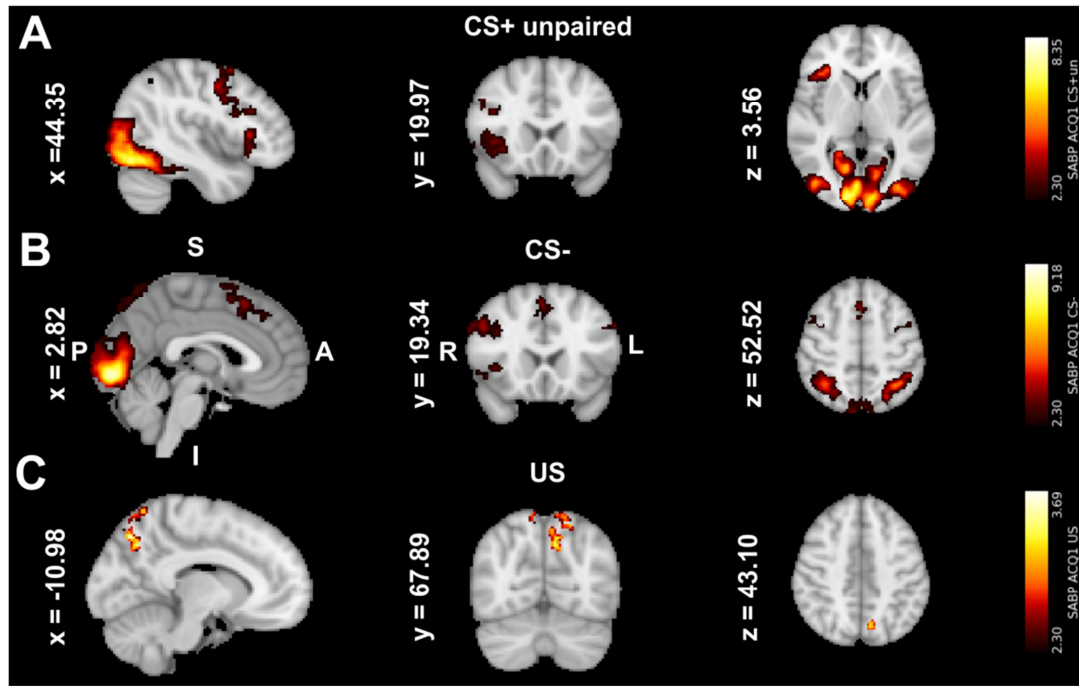 A
CS+ unpaired
x =44.35
y = 19.97
z = 3.56
8.35
SABP ACQ1 CS+un
2.30
B
S
CS-
x = 2.82
P
A
I
y = 19.34
R
L
z = 52.52
9.18
SABP ACQ1 CS-
2.30
C
US
x = -10.98
y = 67.89
z = 43.10
3.69
SABP ACQ1 US
2.30